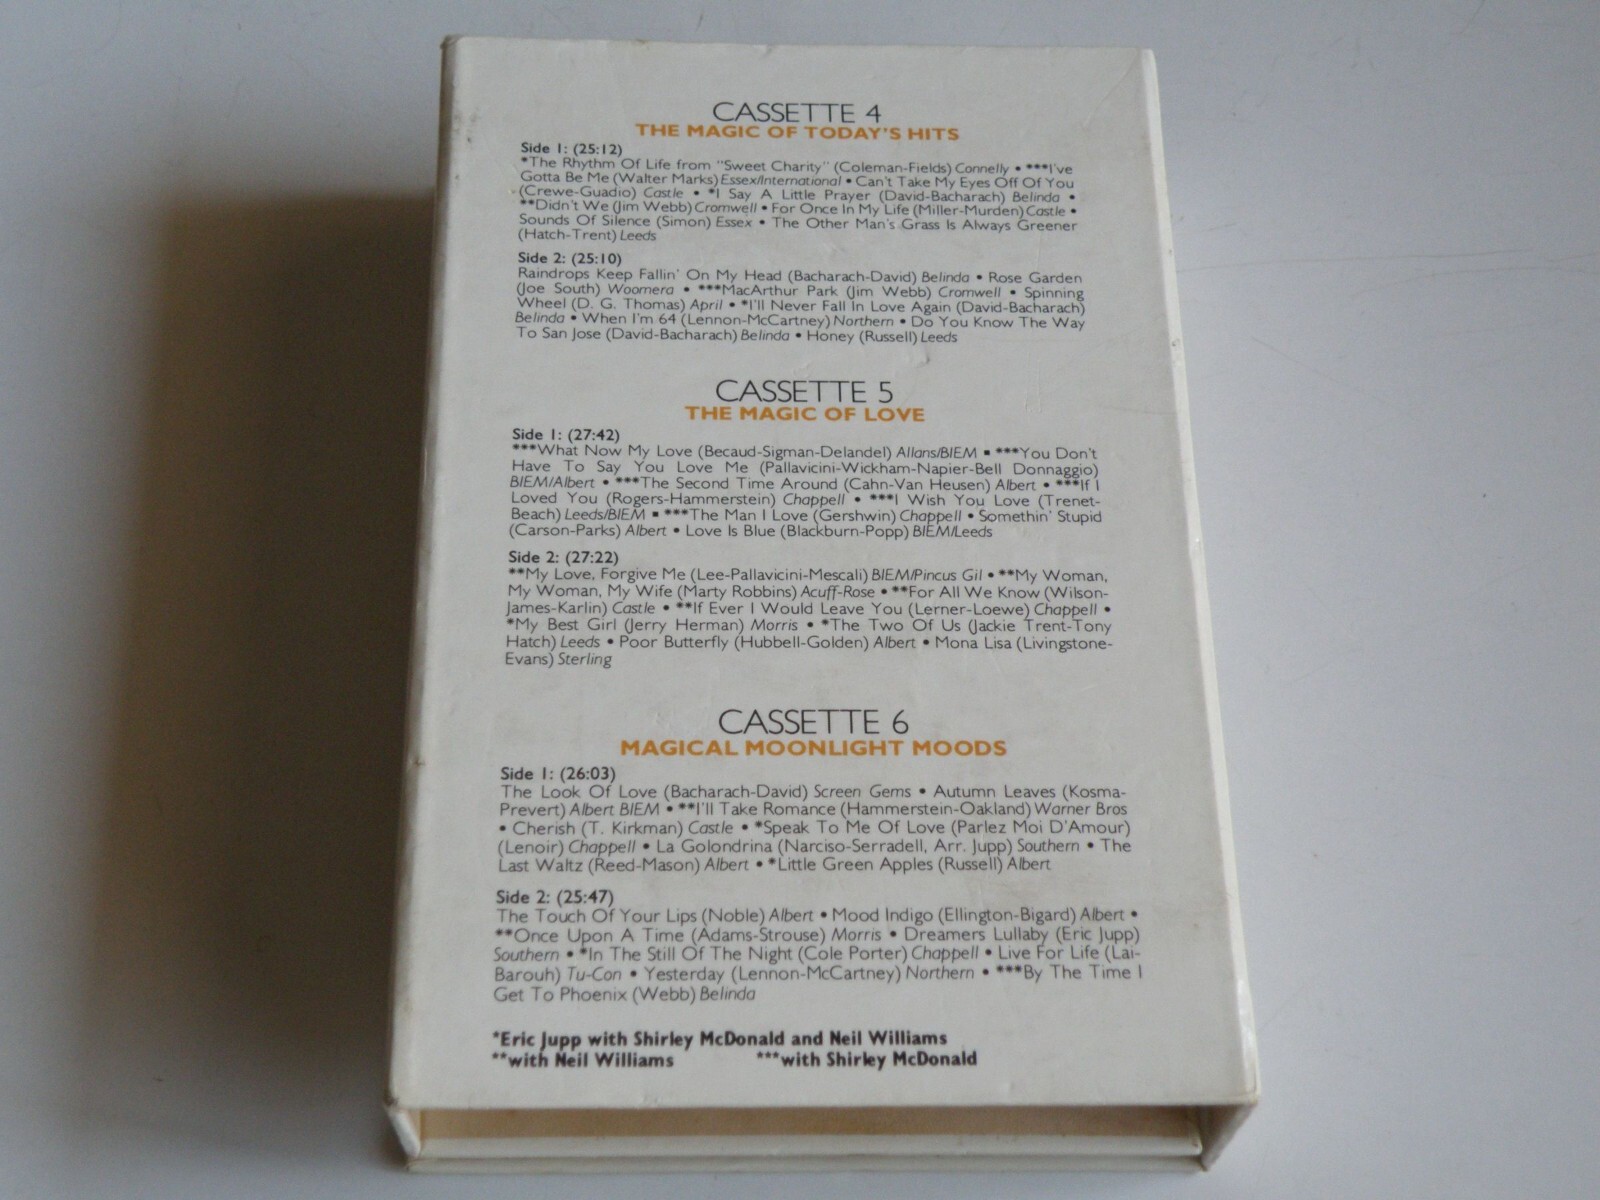 CASSETTE 4
THE MAGIC OF TODAY'S HITS
Side 1: (25:12)
*The Rhythm Of Life from "Sweet Charity" (Coleman-Fields) Connelly • ***I've
Gotta Be Me (Walter Marks) Essex/International • Can't Take My Eyes Off Of You
(Crewe-Guadio) Castle • *I Say A Little Prayer (David-Bacharach) Belinda •
**Didn't We (Jim Webb) Cromwell • For Once In My Life (Miller-Murden) Castle •
Sounds Of Silence (Simon) Essex • The Other Man's Grass Is Always Greener
(Hatch-Trent) Leeds
Side 2: (25:10)
Raindrops Keep Fallin' On My Head (Bacharach-David) Belinda • Rose Garden
(Joe South) Woomera • ***MacArthur Park (Jim Webb) Cromwell • Spinning
Wheel (D. G. Thomas) April • *I'll Never Fall In Love Again (David-Bacharach)
Belinda • When I'm 64 (Lennon-McCartney) Northern • Do You Know The Way
To San Jose (David-Bacharach) Belinda • Honey (Russell) Leeds
CASSETTE 5
THE MAGIC OF LOVE
Side 1: (27:42)
***What Now My Love (Becaud-Sigman-Delandel) Allans/BIEM ▪ ***You Don't
Have To Say You Love Me (Pallavicini-Wickham-Napier-Bell Donnaggio)
BIEM/Albert • ***The Second Time Around (Cahn-Van Heusen) Albert • ***If I
Loved You (Rogers-Hammerstein) Chappell • ***I Wish You Love (Trenet-
Beach) Leeds/BIEM ▪ ***The Man I Love (Gershwin) Chappell • Somethin' Stupid
(Carson-Parks) Albert • Love Is Blue (Blackburn-Popp) BIEM/Leeds
Side 2: (27:22)
**My Love, Forgive Me (Lee-Pallavicini-Mescali) BIEM/Pincus Gil • **My Woman,
My Woman, My Wife (Marty Robbins) Acuff-Rose • **For All We Know (Wilson-
James-Karlin) Castle • **If Ever I Would Leave You (Lerner-Loewe) Chappell •
*My Best Girl (Jerry Herman) Morris • *The Two Of Us (Jackie Trent-Tony
Hatch) Leeds • Poor Butterfly (Hubbell-Golden) Albert • Mona Lisa (Livingstone-
Evans) Sterling
CASSETTE 6
MAGICAL MOONLIGHT MOODS
Side 1: (26:03)
The Look Of Love (Bacharach-David) Screen Gems • Autumn Leaves (Kosma-
Prevert) Albert BIEM • **I'll Take Romance (Hammerstein-Oakland) Warner Bros
• Cherish (T. Kirkman) Castle • *Speak To Me Of Love (Parlez Moi D'Amour)
(Lenoir) Chappell • La Golondrina (Narciso-Serradell, Arr. Jupp) Southern • The
Last Waltz (Reed-Mason) Albert • *Little Green Apples (Russell) Albert
Side 2: (25:47)
The Touch Of Your Lips (Noble) Albert • Mood Indigo (Ellington-Bigard) Albert •
**Once Upon A Time (Adams-Strouse) Morris • Dreamers Lullaby (Eric Jupp)
Southern • *In The Still Of The Night (Cole Porter) Chappell • Live For Life (Lai-
Barouh) Tu-Con • Yesterday (Lennon-McCartney) Northern • ***By The Time I
Get To Phoenix (Webb) Belinda
*Eric Jupp with Shirley McDonald and Neil Williams
**with Neil Williams ***with Shirley McDonald